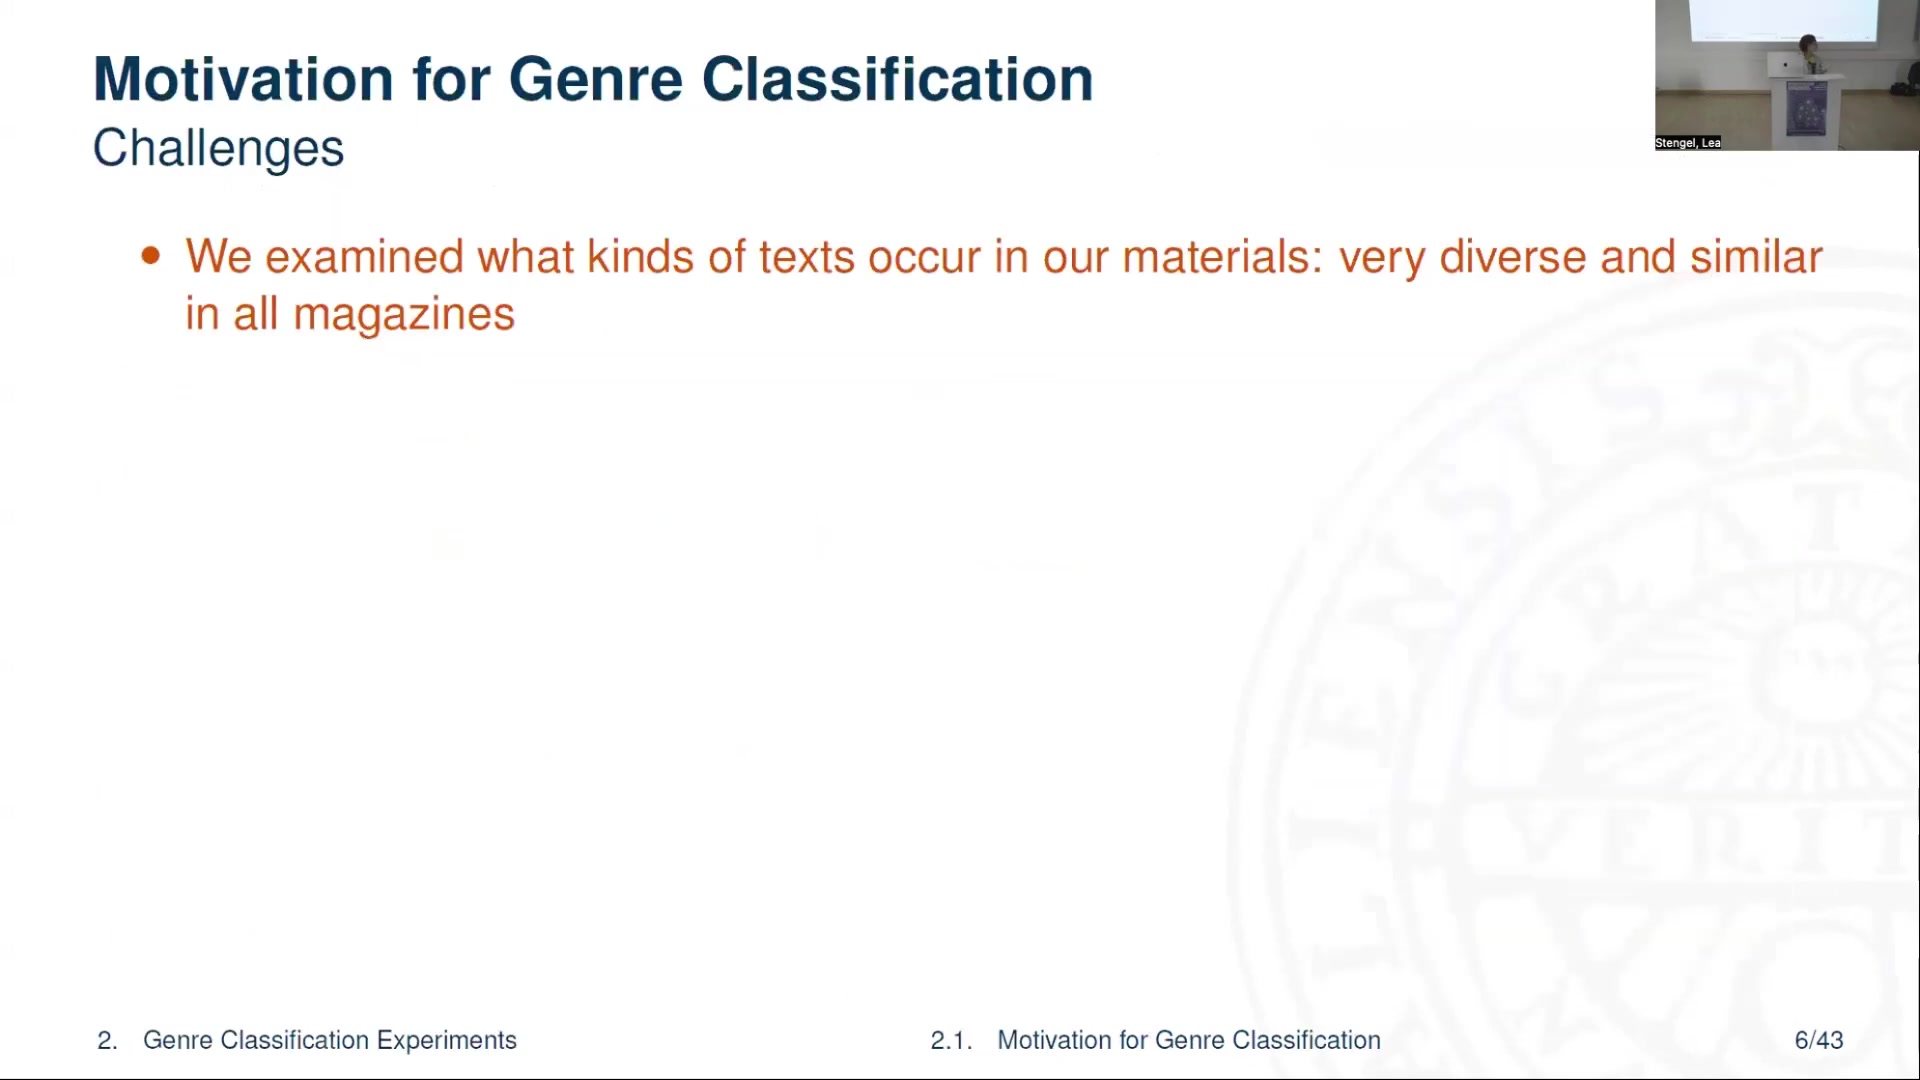 Motivation for Genre Classification
Challenges
Stengel, Lea
• We examined what kinds of texts occur in our materials: very diverse and similar
in all magazines
VERIT
2. Genre Classification Experiments
2.1. Motivation for Genre Classification
6/43